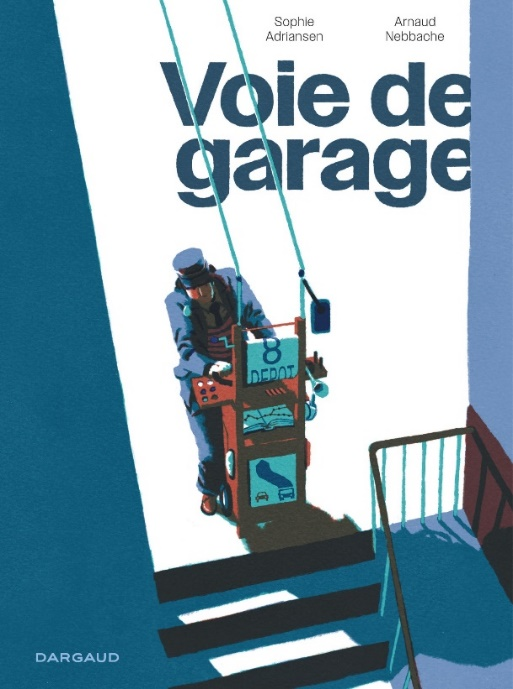 Sophie Adriansen
Arnaud Nebbache
Voie de
garage
8
DEPOT
DARGAUD